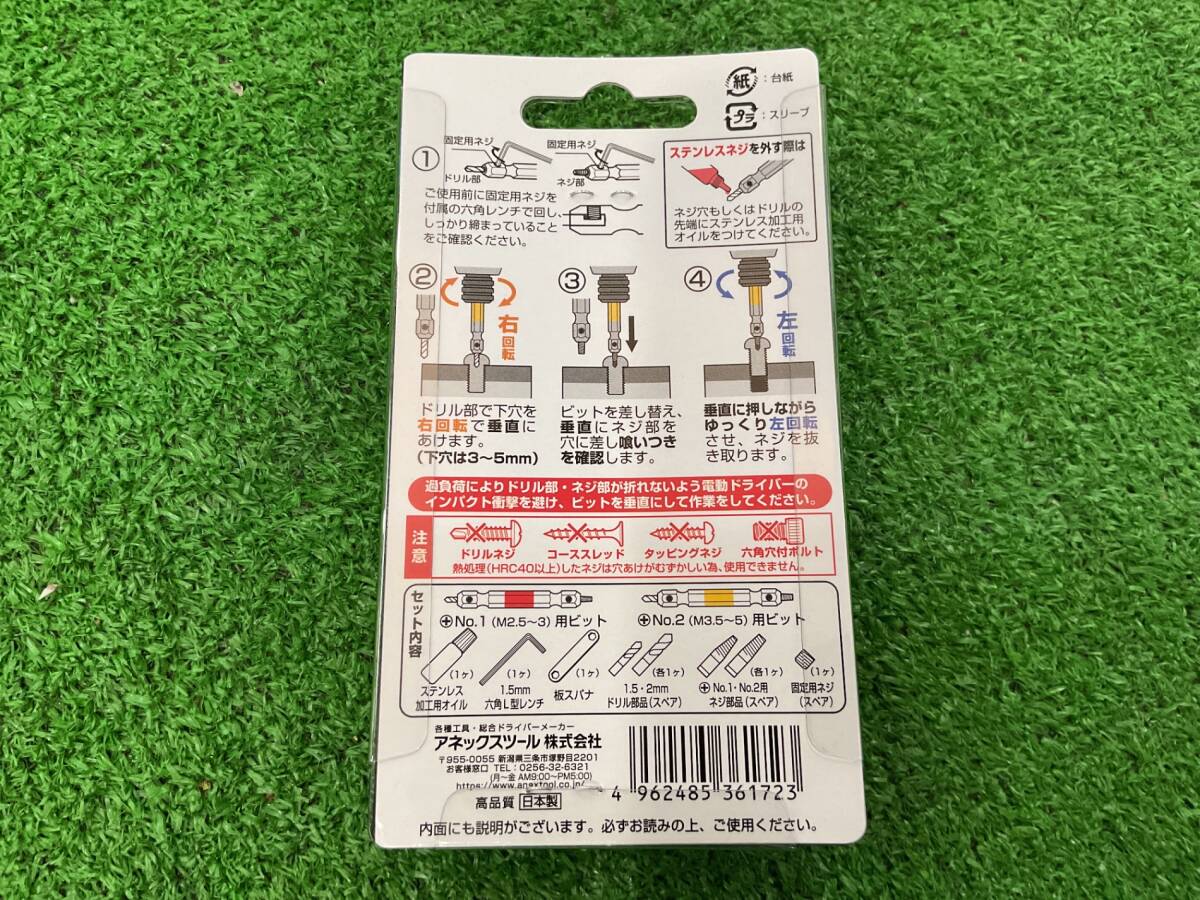 紙：台紙
プラ：スリーブ
①
固定用ネジ
ドリル部
固定用ネジ
ネジ部
ご使用前に固定用ネジを
付属の六角レンチで回し、
しっかり締まっていること
をご確認ください。
ステンレスネジを外す際は
ネジ穴もしくはドリルの
先端にステンレス加工用
オイルをつけてください。
②
右回転
ドリル部で下穴を
右回転で垂直に
あけます。
(下穴は3〜5mm)
③
ビットを差し替え、
垂直にネジ部を
穴に差し喰いつき
を確認します。
④
左回転
垂直に押しながら
ゆっくり左回転
させ、ネジを抜
き取ります。
過負荷によりドリル部・ネジ部が折れないよう電動ドライバーの
インパクト衝撃を避け、ビットを垂直にして作業をしてください。
注意
ドリルネジ
コーススレッド
タッピングネジ
六角穴付ボルト
熱処理(HRC40以上)したネジは穴あけがむずかしい為、使用できません。
セット内容
No.1 (M2.5〜3) 用ビット
No.2 (M3.5〜5) 用ビット
(1ヶ)
ステンレス
加工用オイル
(1ヶ)
1.5mm
六角L型レンチ
(1ヶ)
板スパナ
(各1ヶ)
1.5・2mm
ドリル部品(スペア)
(各1ヶ)
No.1・No.2用
ネジ部品(スペア)
(1ヶ)
固定用ネジ
(スペア)
各種工具・総合ドライバーメーカー
アネックスツール 株式会社
〒955-0055 新潟県三条市塚野目2201
お客様窓口 TEL：0256-32-6321
(月〜金 AM9:00〜PM5:00)
https://www.anextool.co.jp/
高品質 日本製
4 962485 361723
内面にも説明がございます。必ずお読みの上、ご使用ください。